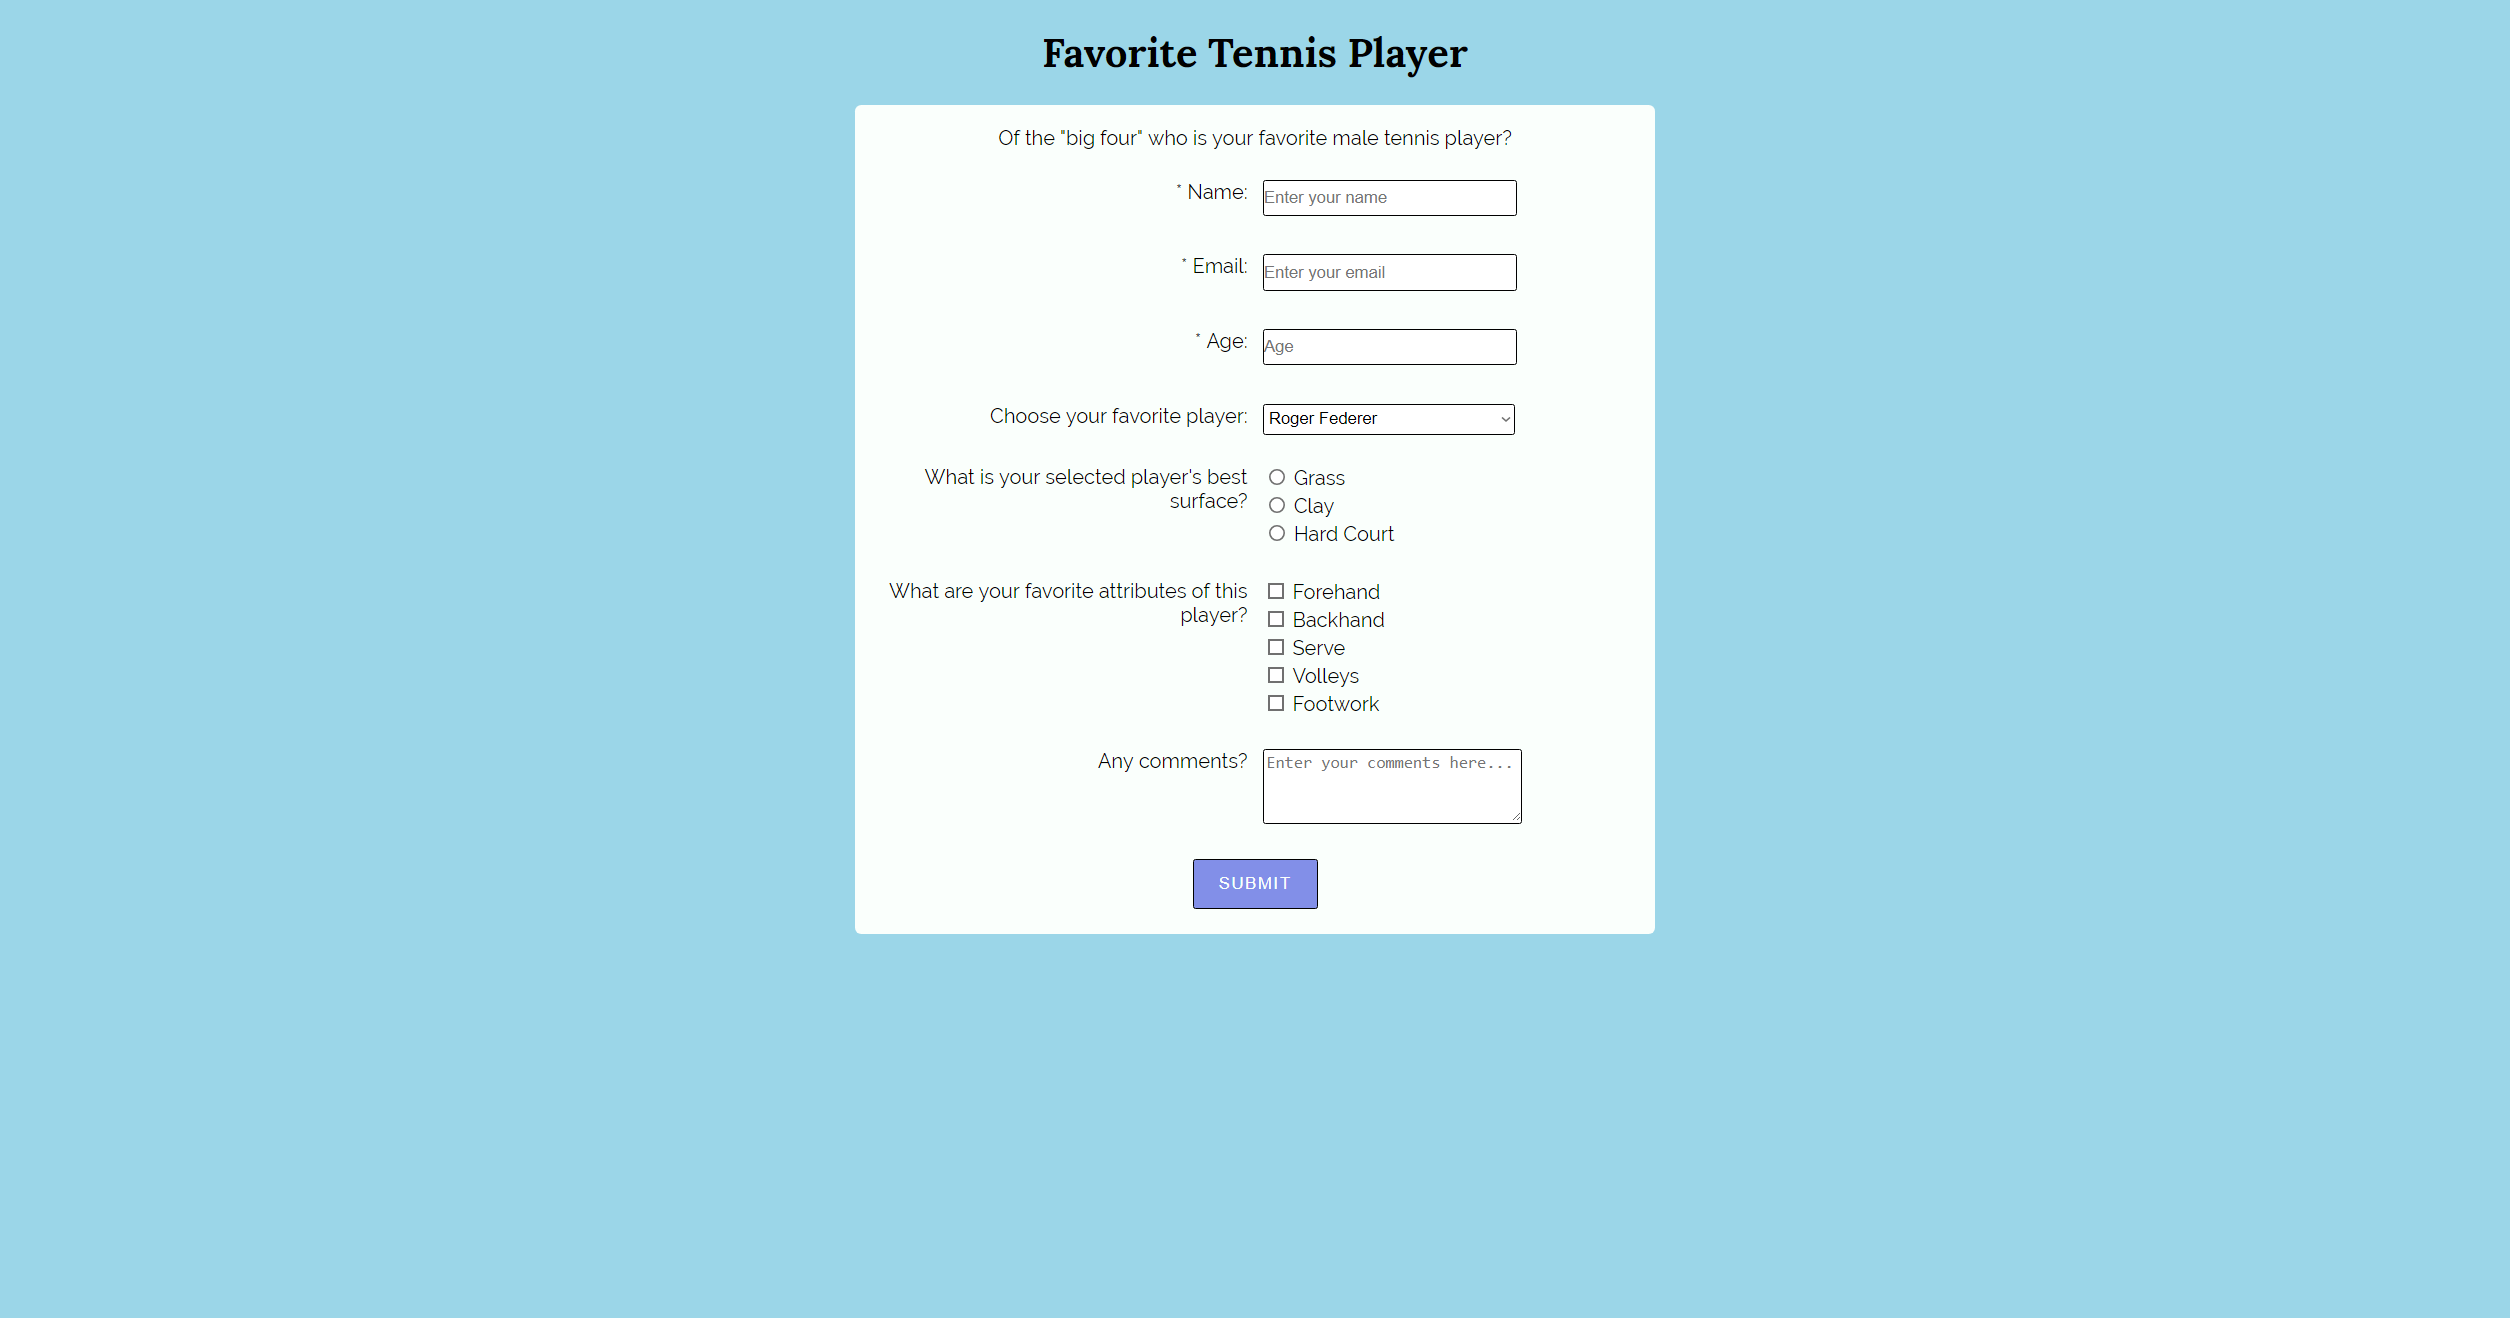 Favorite Tennis Player
Of the "big four" who is your favorite male tennis player?
* Name: Enter your name
* Email: Enter your email
* Age: Age
Choose your favorite player: Roger Federer
What is your selected player's best
surface?
Grass
Clay
Hard Court
What are your favorite attributes of this
player?
Forehand
Backhand
Serve
Volleys
Footwork
Any comments? Enter your comments here...
SUBMIT